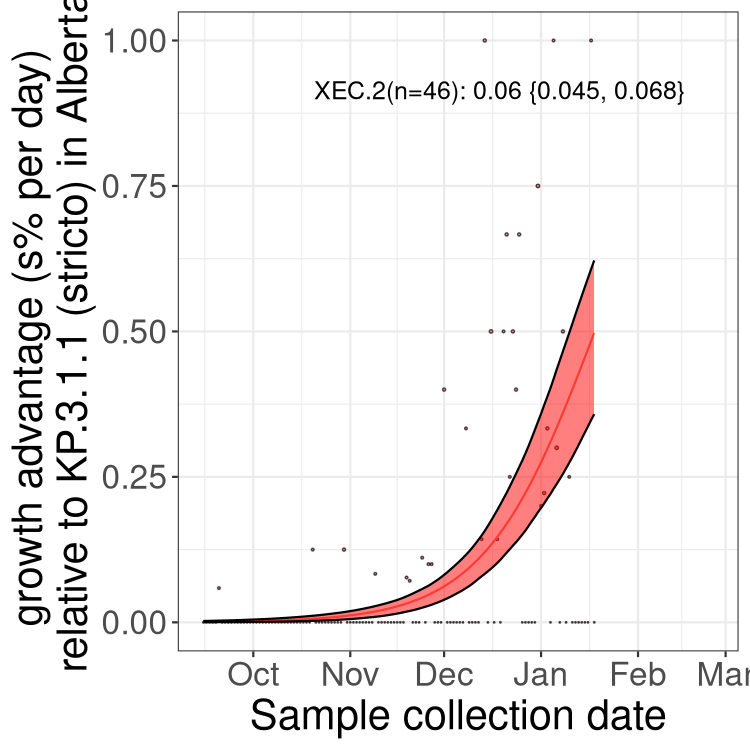 growth advantage (s% per day)
relative to KP.3.1.1 (stricto) in Alberta
1.00
0.75
0.50
0.25
0.00
XEC.2(n=46): 0.06 {0.045, 0.068}
Oct Nov Dec Jan Feb Mar
Sample collection date